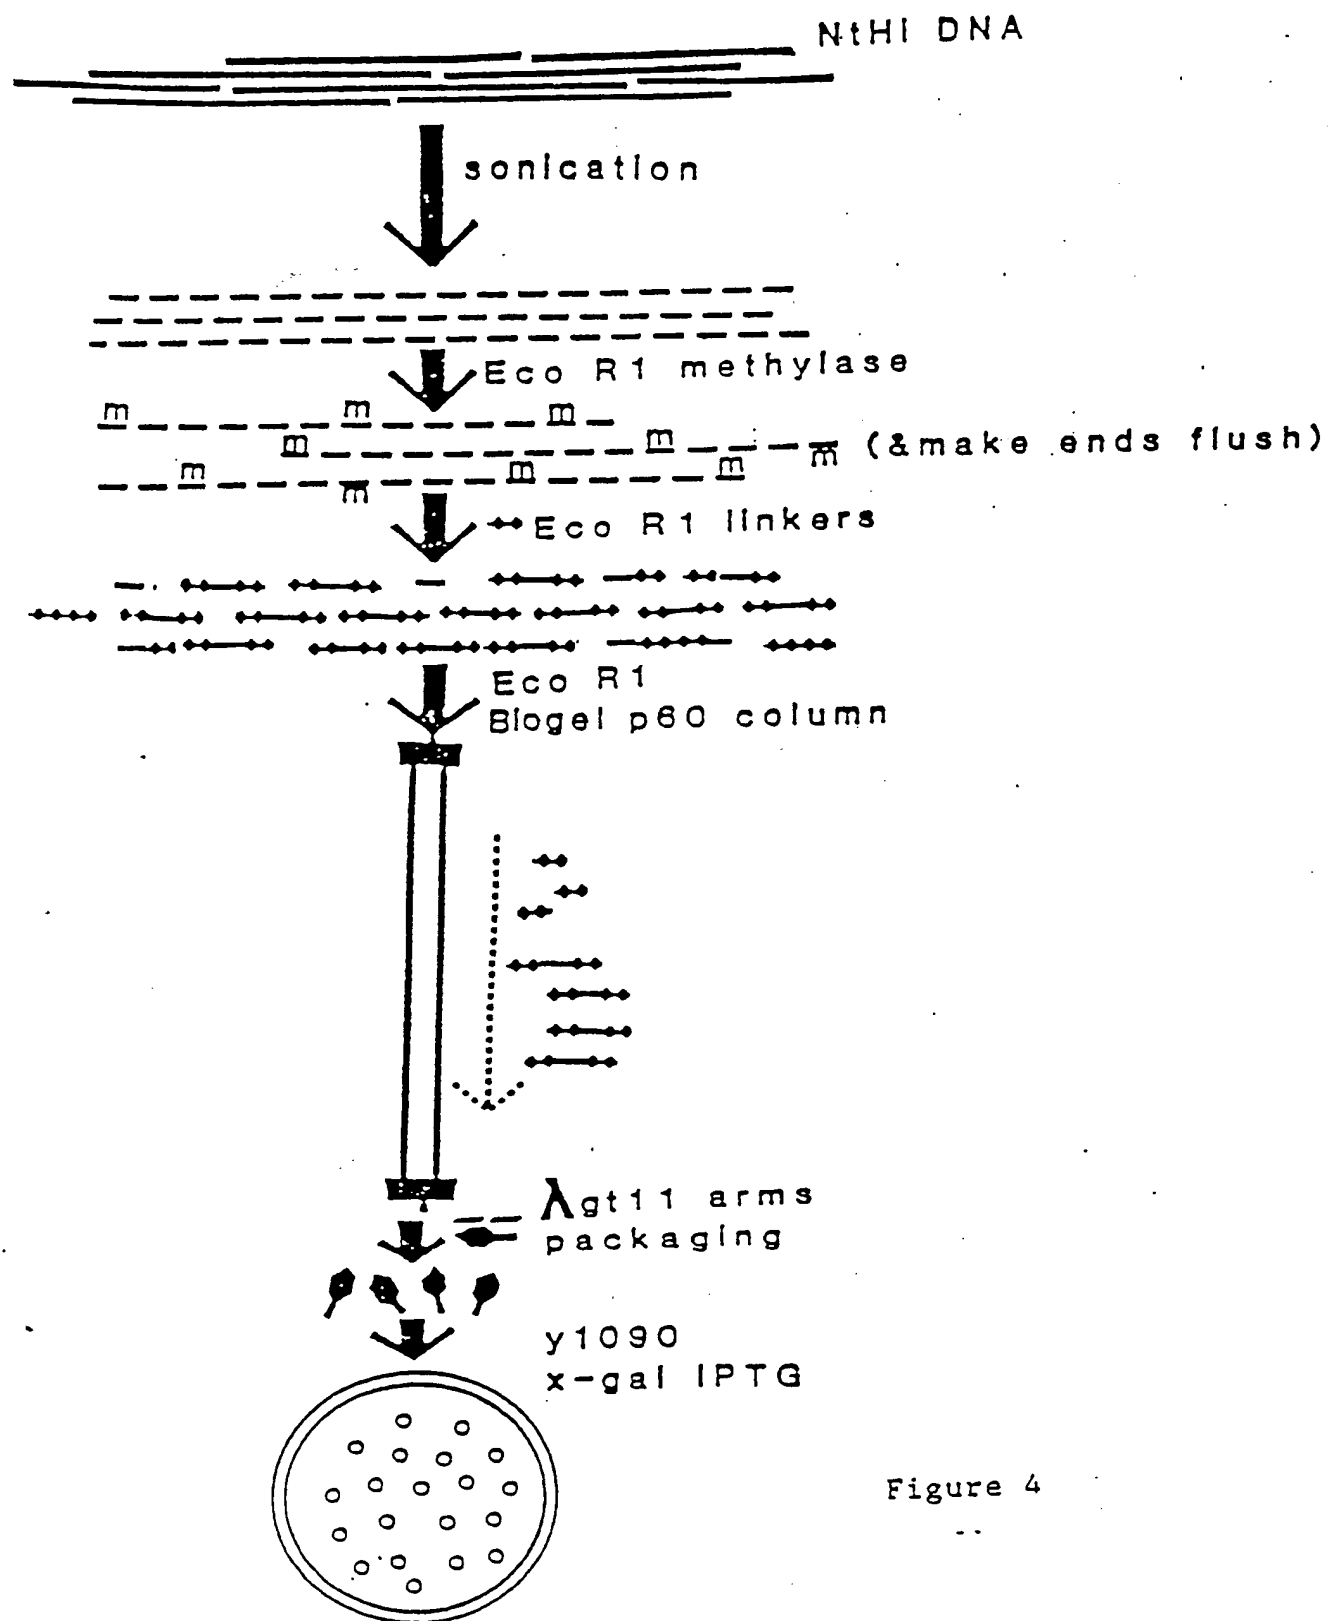 NtHI DNA
sonication
Eco R1 methylase
m m m
m m m (&make ends flush)
m m m
m
Eco R1 linkers
Eco R1
Biogel p60 column
λgt11 arms
packaging
y1090
x-gal IPTG
Figure 4